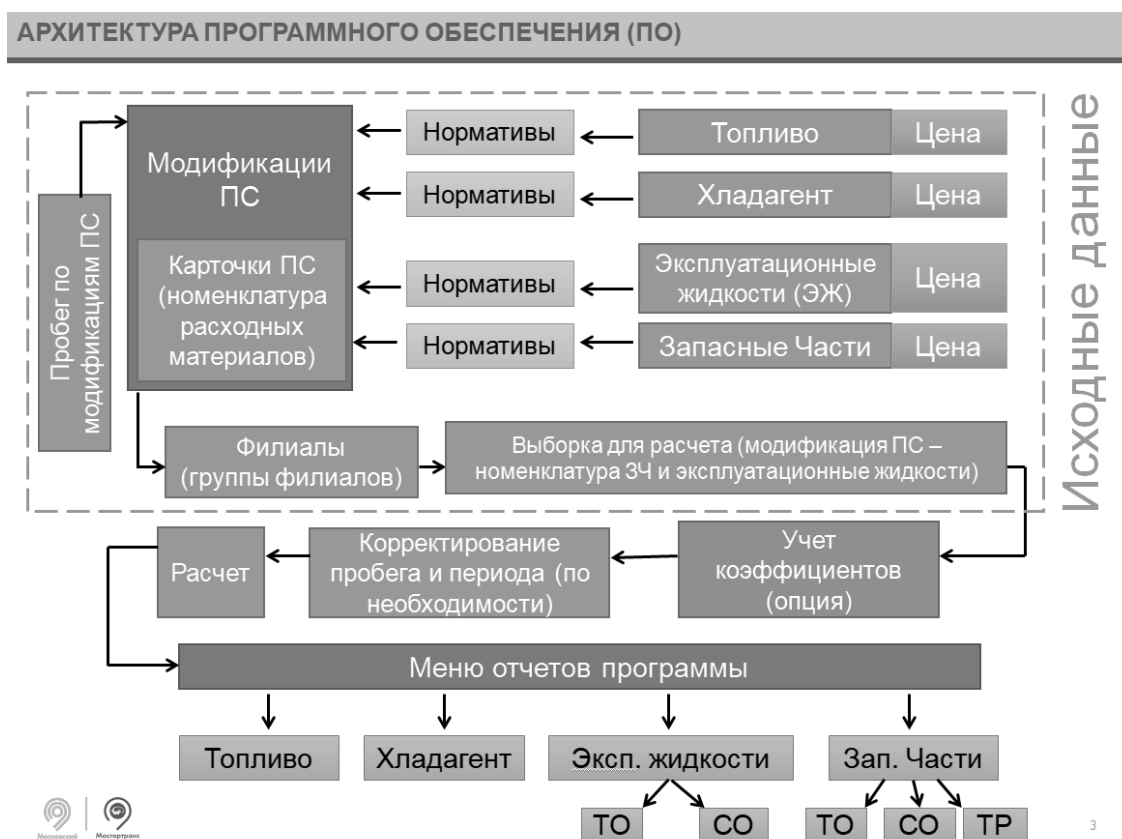 АРХИТЕКТУРА ПРОГРАММНОГО ОБЕСПЕЧЕНИЯ (ПО)
Исходные данные
Пробег по
модификациям ПС
Модификации
ПС
Карточки ПС
(номенклатура
расходных
материалов)
Нормативы
Топливо
Цена
Нормативы
Хладагент
Цена
Нормативы
Эксплуатационные
жидкости (ЭЖ)
Цена
Нормативы
Запасные Части
Цена
Филиалы
(группы филиалов)
Выборка для расчета (модификация ПС –
номенклатура ЗЧ и эксплуатационные жидкости)
Учет
коэффициентов
(опция)
Корректирование
пробега и периода (по
необходимости)
Расчет
Меню отчетов программы
Топливо
Хладагент
Эксп. жидкости
Зап. Части
ТО
СО
ТО
СО
ТР
Московский
Мосгортранс
3